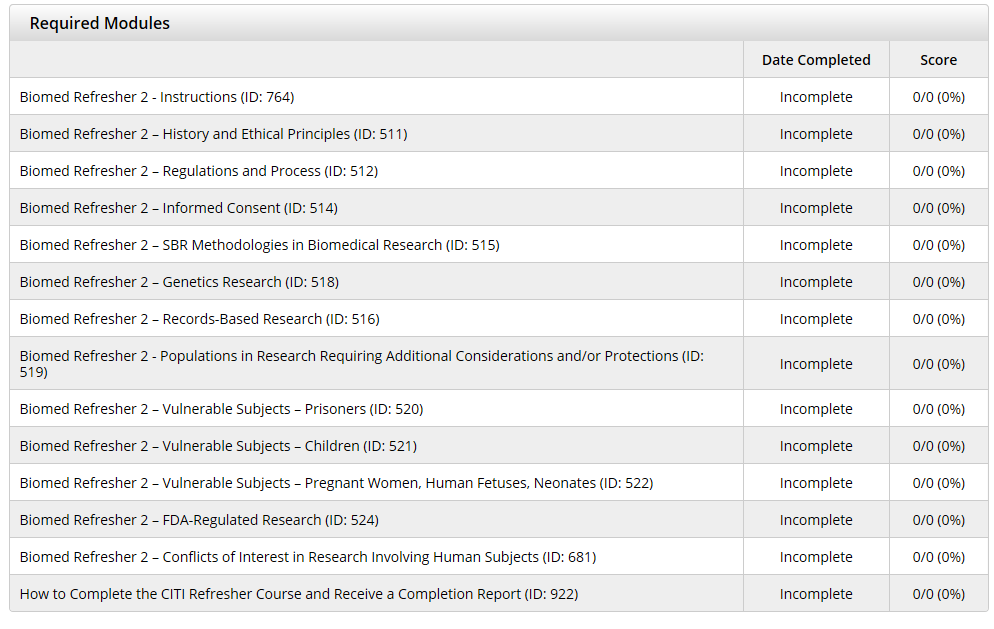 Required Modules
Date Completed Score
Biomed Refresher 2 - Instructions (ID: 764) Incomplete 0/0 (0%)
Biomed Refresher 2 – History and Ethical Principles (ID: 511) Incomplete 0/0 (0%)
Biomed Refresher 2 – Regulations and Process (ID: 512) Incomplete 0/0 (0%)
Biomed Refresher 2 – Informed Consent (ID: 514) Incomplete 0/0 (0%)
Biomed Refresher 2 – SBR Methodologies in Biomedical Research (ID: 515) Incomplete 0/0 (0%)
Biomed Refresher 2 – Genetics Research (ID: 518) Incomplete 0/0 (0%)
Biomed Refresher 2 – Records-Based Research (ID: 516) Incomplete 0/0 (0%)
Biomed Refresher 2 - Populations in Research Requiring Additional Considerations and/or Protections (ID:
519) Incomplete 0/0 (0%)
Biomed Refresher 2 – Vulnerable Subjects – Prisoners (ID: 520) Incomplete 0/0 (0%)
Biomed Refresher 2 – Vulnerable Subjects – Children (ID: 521) Incomplete 0/0 (0%)
Biomed Refresher 2 – Vulnerable Subjects – Pregnant Women, Human Fetuses, Neonates (ID: 522) Incomplete 0/0 (0%)
Biomed Refresher 2 – FDA-Regulated Research (ID: 524) Incomplete 0/0 (0%)
Biomed Refresher 2 – Conflicts of Interest in Research Involving Human Subjects (ID: 681) Incomplete 0/0 (0%)
How to Complete the CITI Refresher Course and Receive a Completion Report (ID: 922) Incomplete 0/0 (0%)